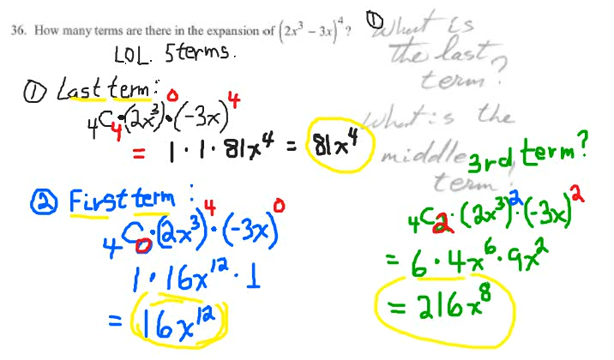 36. How many terms are there in the expansion of (2x³ – 3x)⁴?
LOL. 5 terms.
① Last term:
₄C₄·(2x³)⁰·(-3x)⁴
= 1·1·81x⁴ = 81x⁴
② First term:
₄C₀·(2x³)⁴·(-3x)⁰
1·16x¹²·1
= 16x¹²
① What is
the last
term?
What is the
middle 3rd term?
term?
₄C₂·(2x³)²·(-3x)²
= 6·4x⁶·9x²
= 216x⁸